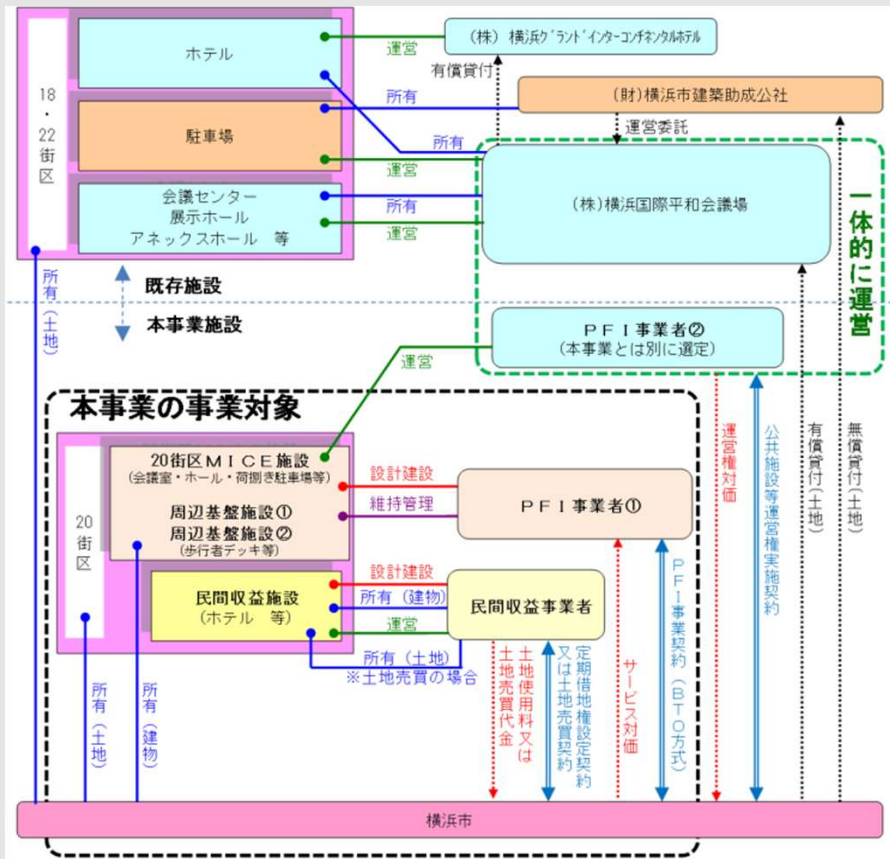 18・22街区
ホテル
駐車場
会議センター
展示ホール
アネックスホール 等
運営
(株) 横浜グランドインターコンチネンタルホテル
有償貸付
所有
(財)横浜市建築助成公社
運営委託
所有
運営
所有
運営
(株)横浜国際平和会議場
一体的に運営
所有(土地)
既存施設
本事業施設
PFI事業者②
(本事業とは別に選定)
運営
本事業の事業対象
20街区
20街区MICE施設
(会議室・ホール・荷捌き駐車場等)
周辺基盤施設①
周辺基盤施設②
(歩行者デッキ等)
設計建設
維持管理
PFI事業者①
民間収益施設
(ホテル 等)
設計建設
所有(建物)
運営
民間収益事業者
所有(土地)
※土地売買の場合
所有(土地)
所有(建物)
土地使用料又は
土地売買代金
定期借地権設定契約
又は土地売買契約
サービス対価
PFI事業契約(BTO方式)
運営権対価
公共施設等運営権実施契約
有償貸付(土地)
無償貸付(土地)
横浜市